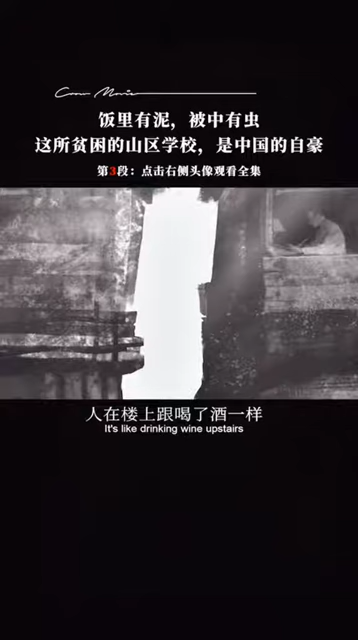 Coon Movie
饭里有泥，被中有虫
这所贫困的山区学校，是中国的自豪
第3段：点击右侧头像观看全集
人在楼上跟喝了酒一样
It's like drinking wine upstairs